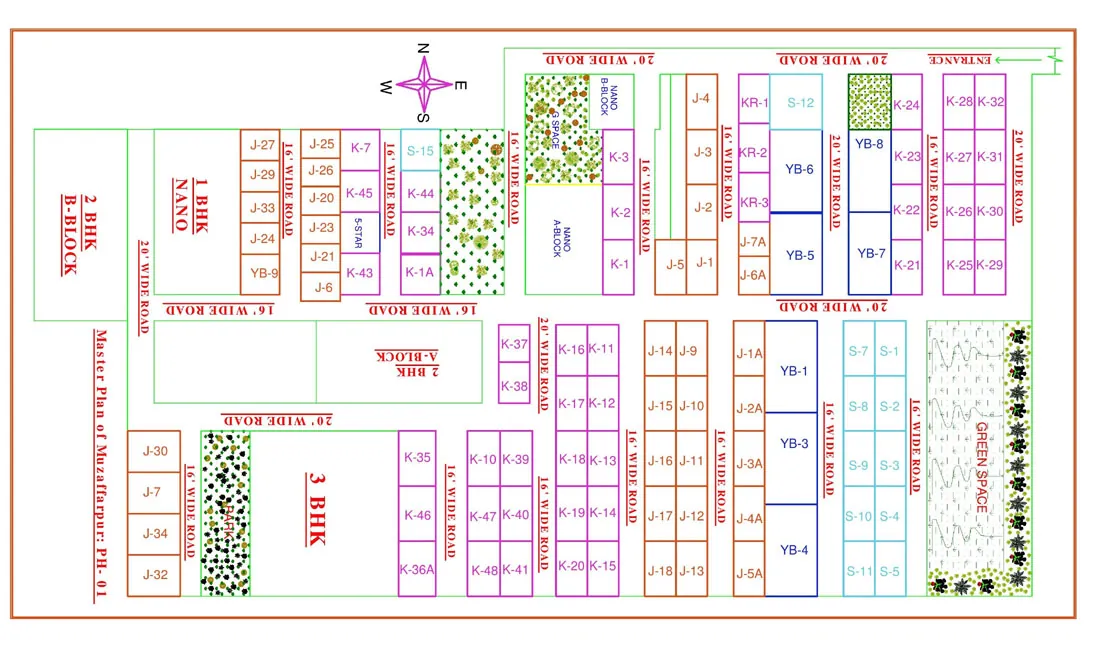 N
W
E
S
20' WIDE ROAD
20' WIDE ROAD
ENTRANCE
NANO
B-BLOCK
G SPACE
J-4
KR-1
S-12
K-24
K-28
K-32
J-27
J-25
K-7
S-15
16' WIDE ROAD
K-3
16' WIDE ROAD
J-3
16' WIDE ROAD
KR-2
YB-6
20' WIDE ROAD
YB-8
K-23
16' WIDE ROAD
K-27
K-31
20' WIDE ROAD
J-29
J-26
K-45
K-44
16' WIDE ROAD
16' WIDE ROAD
J-33
J-20
1 BHK
NANO
K-2
J-2
KR-3
K-22
K-26
K-30
2 BHK
B-BLOCK
J-24
J-23
5-STAR
K-34
NANO
A-BLOCK
J-7A
YB-5
YB-7
J-21
YB-9
J-6
K-43
K-1A
K-1
J-5
J-1
J-6A
K-21
K-25
K-29
20' WIDE ROAD
16' WIDE ROAD
16' WIDE ROAD
20' WIDE ROAD
2 BHK
A-BLOCK
K-37
K-38
20' WIDE ROAD
K-16
K-11
J-14
J-9
J-1A
YB-1
S-7
S-1
K-17
K-12
J-15
J-10
J-2A
S-8
S-2
20' WIDE ROAD
Master Plan of Muzaffarpur: PH- 01
J-30
3 BHK
K-35
K-10
K-39
K-18
K-13
16' WIDE ROAD
J-16
J-11
16' WIDE ROAD
J-3A
YB-3
16' WIDE ROAD
S-9
S-3
16' WIDE ROAD
GREEN SPACE
J-7
16' WIDE ROAD
PARK
K-46
16' WIDE ROAD
K-47
K-40
16' WIDE ROAD
K-19
K-14
J-17
J-12
J-4A
YB-4
S-10
S-4
J-34
J-32
K-36A
K-48
K-41
K-20
K-15
J-18
J-13
J-5A
S-11
S-5